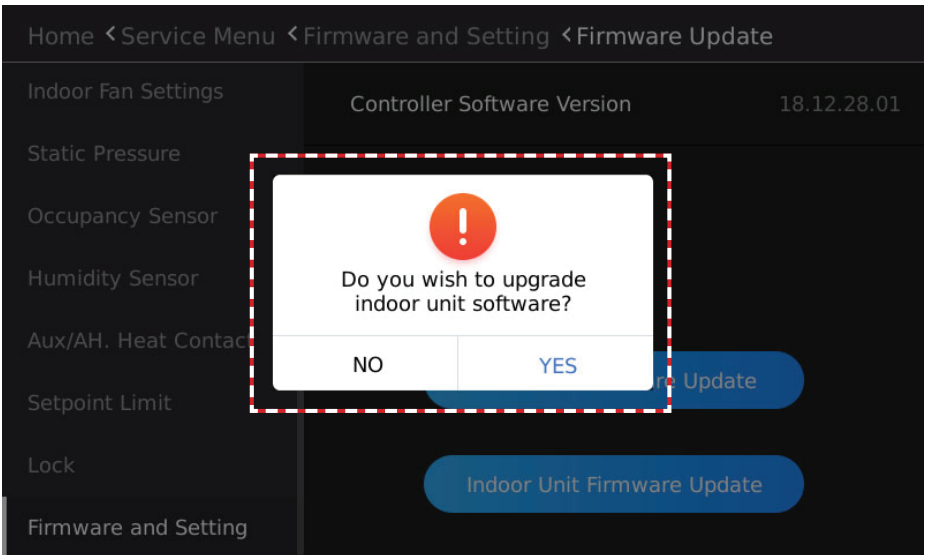 Home < Service Menu < Firmware and Setting < Firmware Update
Indoor Fan Settings
Controller Software Version 18.12.28.01
Static Pressure
Occupancy Sensor
Humidity Sensor
Aux/AH. Heat Contac
Setpoint Limit
Lock
Firmware and Setting
!
Do you wish to upgrade
indoor unit software?
NO YES
Update
Indoor Unit Firmware Update